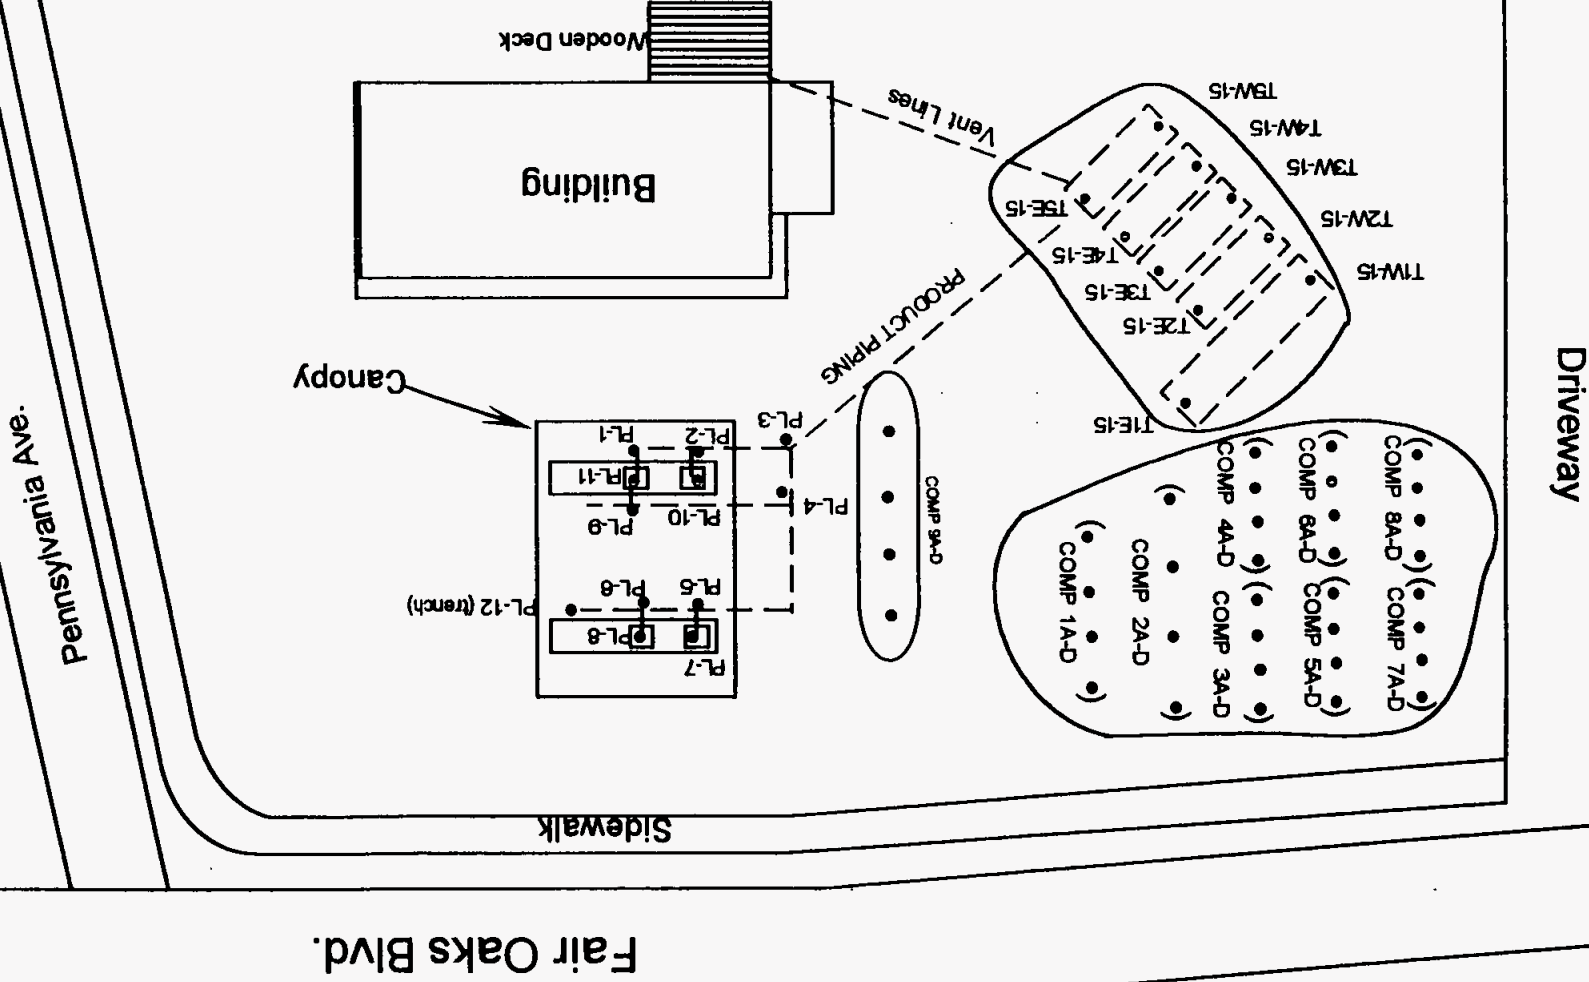 Fair Oaks Blvd.
Sidewalk
Pennsylvania Ave.
Driveway
PL-7
PL-8
PL-12 (trench)
PL-5
PL-6
PL-9
PL-10
PL-4
PL-11
PL-1
PL-2
PL-3
Canopy
PRODUCT PIPING
COMP 9A-D
COMP 1A-D
COMP 2A-D
COMP 3A-D
COMP 4A-D
COMP 5A-D
COMP 6A-D
COMP 7A-D
COMP 8A-D
T1E-15
T2E-15
T3E-15
T4E-15
T5E-15
T1W-15
T2W-15
T3W-15
T4W-15
T5W-15
Building
Vent Lines
Wooden Deck